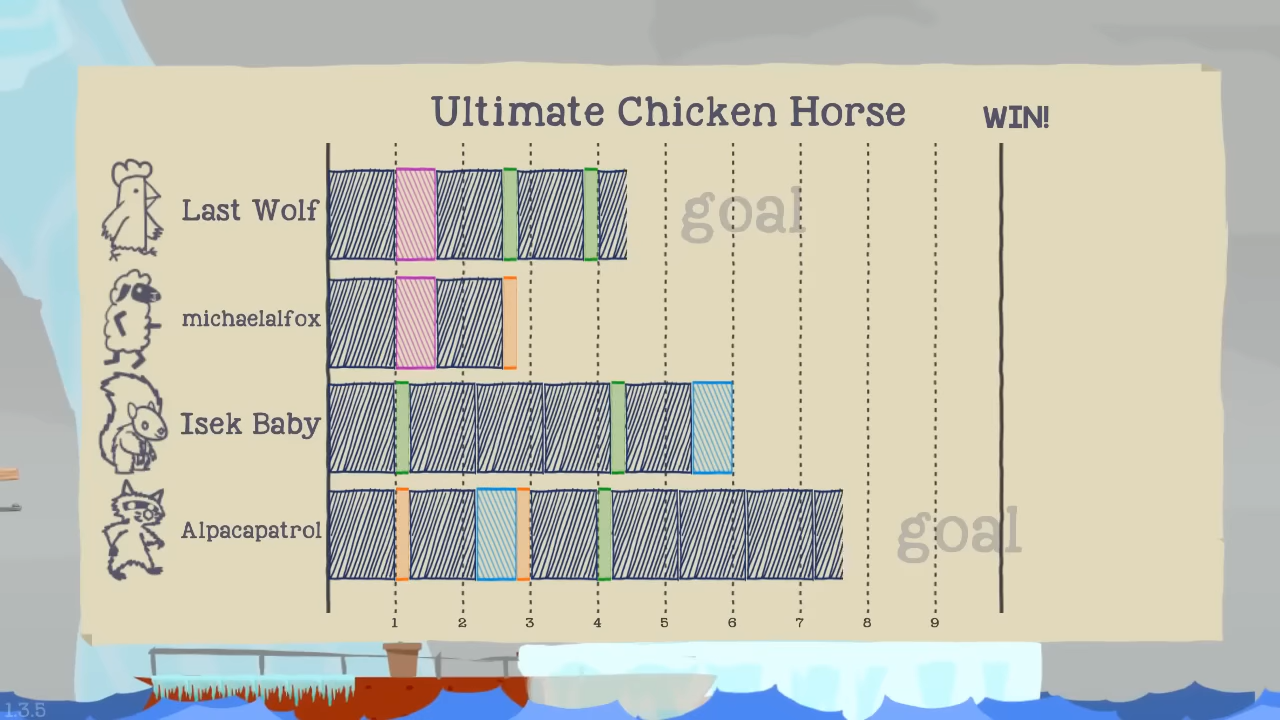 Ultimate Chicken Horse
WIN!
Last Wolf
goal
michaelalfox
Isek Baby
Alpacapatrol
goal
1 2 3 4 5 6 7 8 9
1.3.5